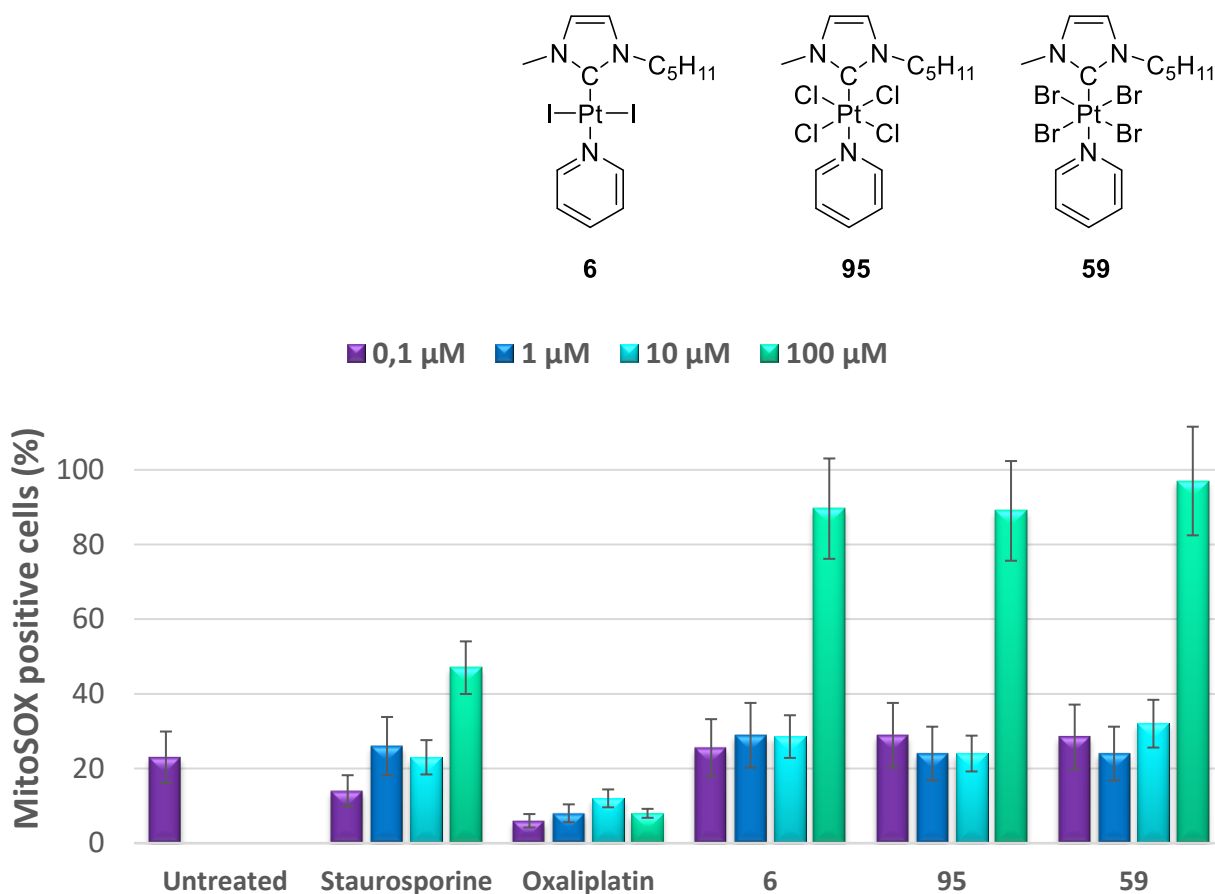 N N
C C5H11
I Pt I
N
6
N N
C C5H11
Cl Cl
Pt
Cl Cl
N
95
N N
C C5H11
Br Br
Pt
Br Br
N
59
0,1 µM 1 µM 10 µM 100 µM
MitoSOX positive cells (%)
100
80
60
40
20
0
Untreated Staurosporine Oxaliplatin 6 95 59